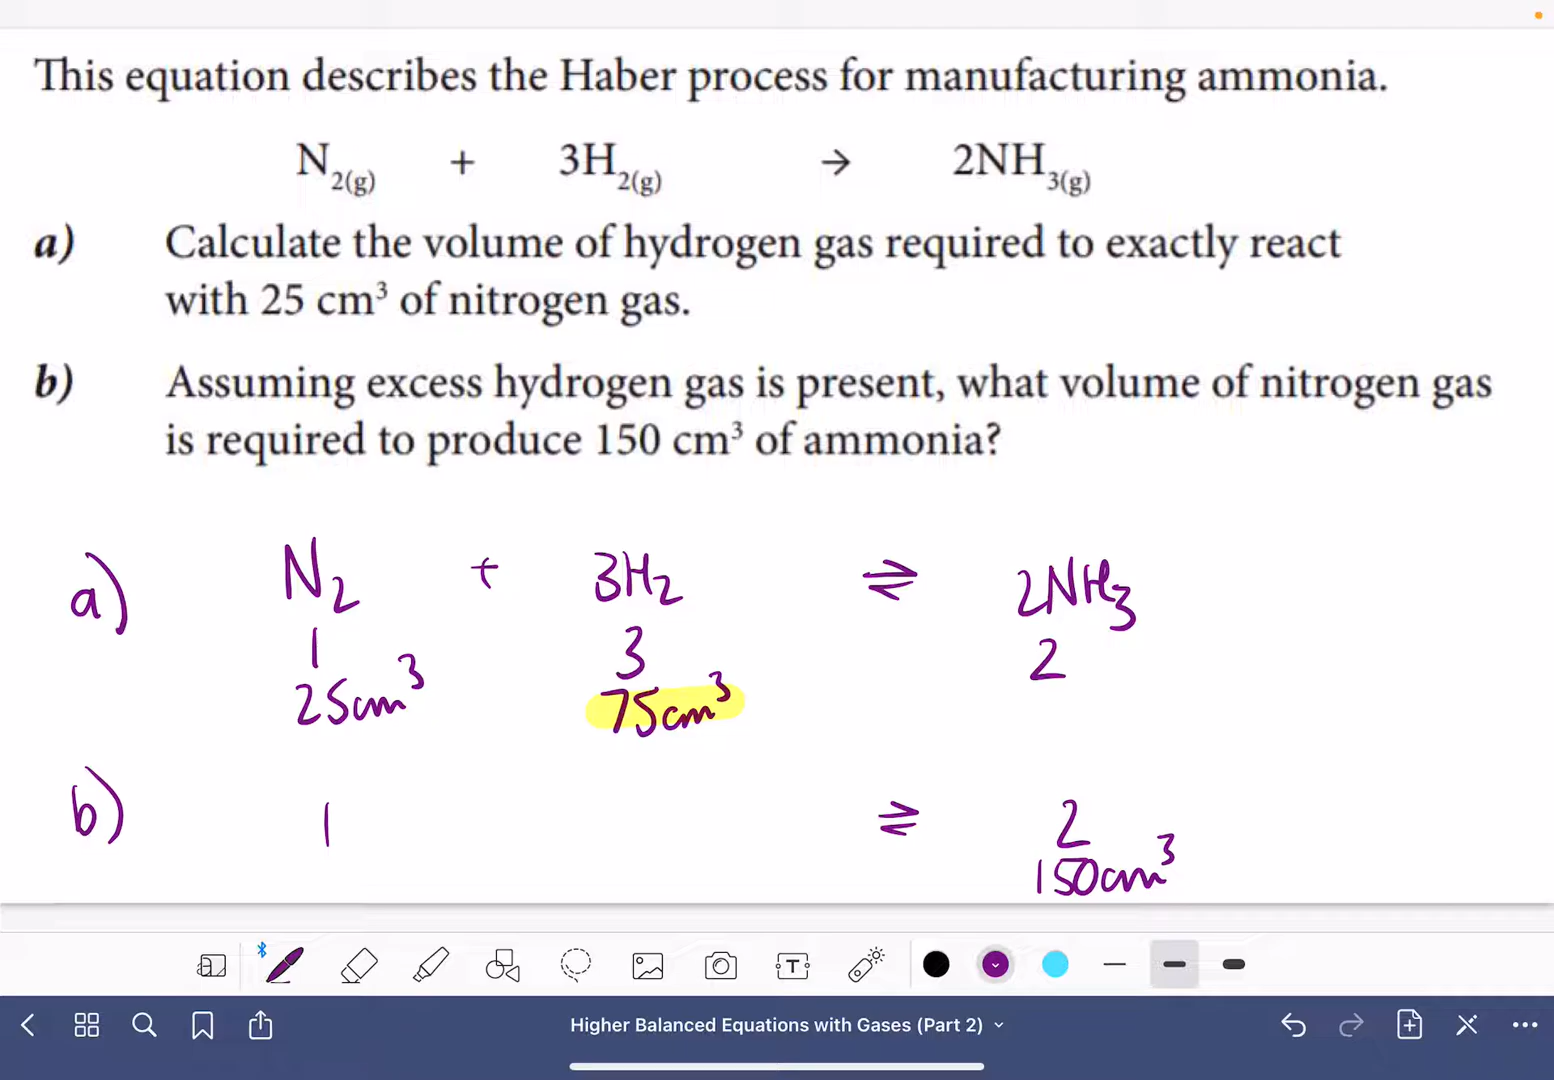 This equation describes the Haber process for manufacturing ammonia.
N₂(g) + 3H₂(g) → 2NH₃(g)
a) Calculate the volume of hydrogen gas required to exactly react
with 25 cm³ of nitrogen gas.
b) Assuming excess hydrogen gas is present, what volume of nitrogen gas
is required to produce 150 cm³ of ammonia?
a) N₂ + 3H₂ ⇌ 2NH₃
1 3 2
25cm³ 75cm³
b) 1 ⇌ 2
150cm³
Higher Balanced Equations with Gases (Part 2)